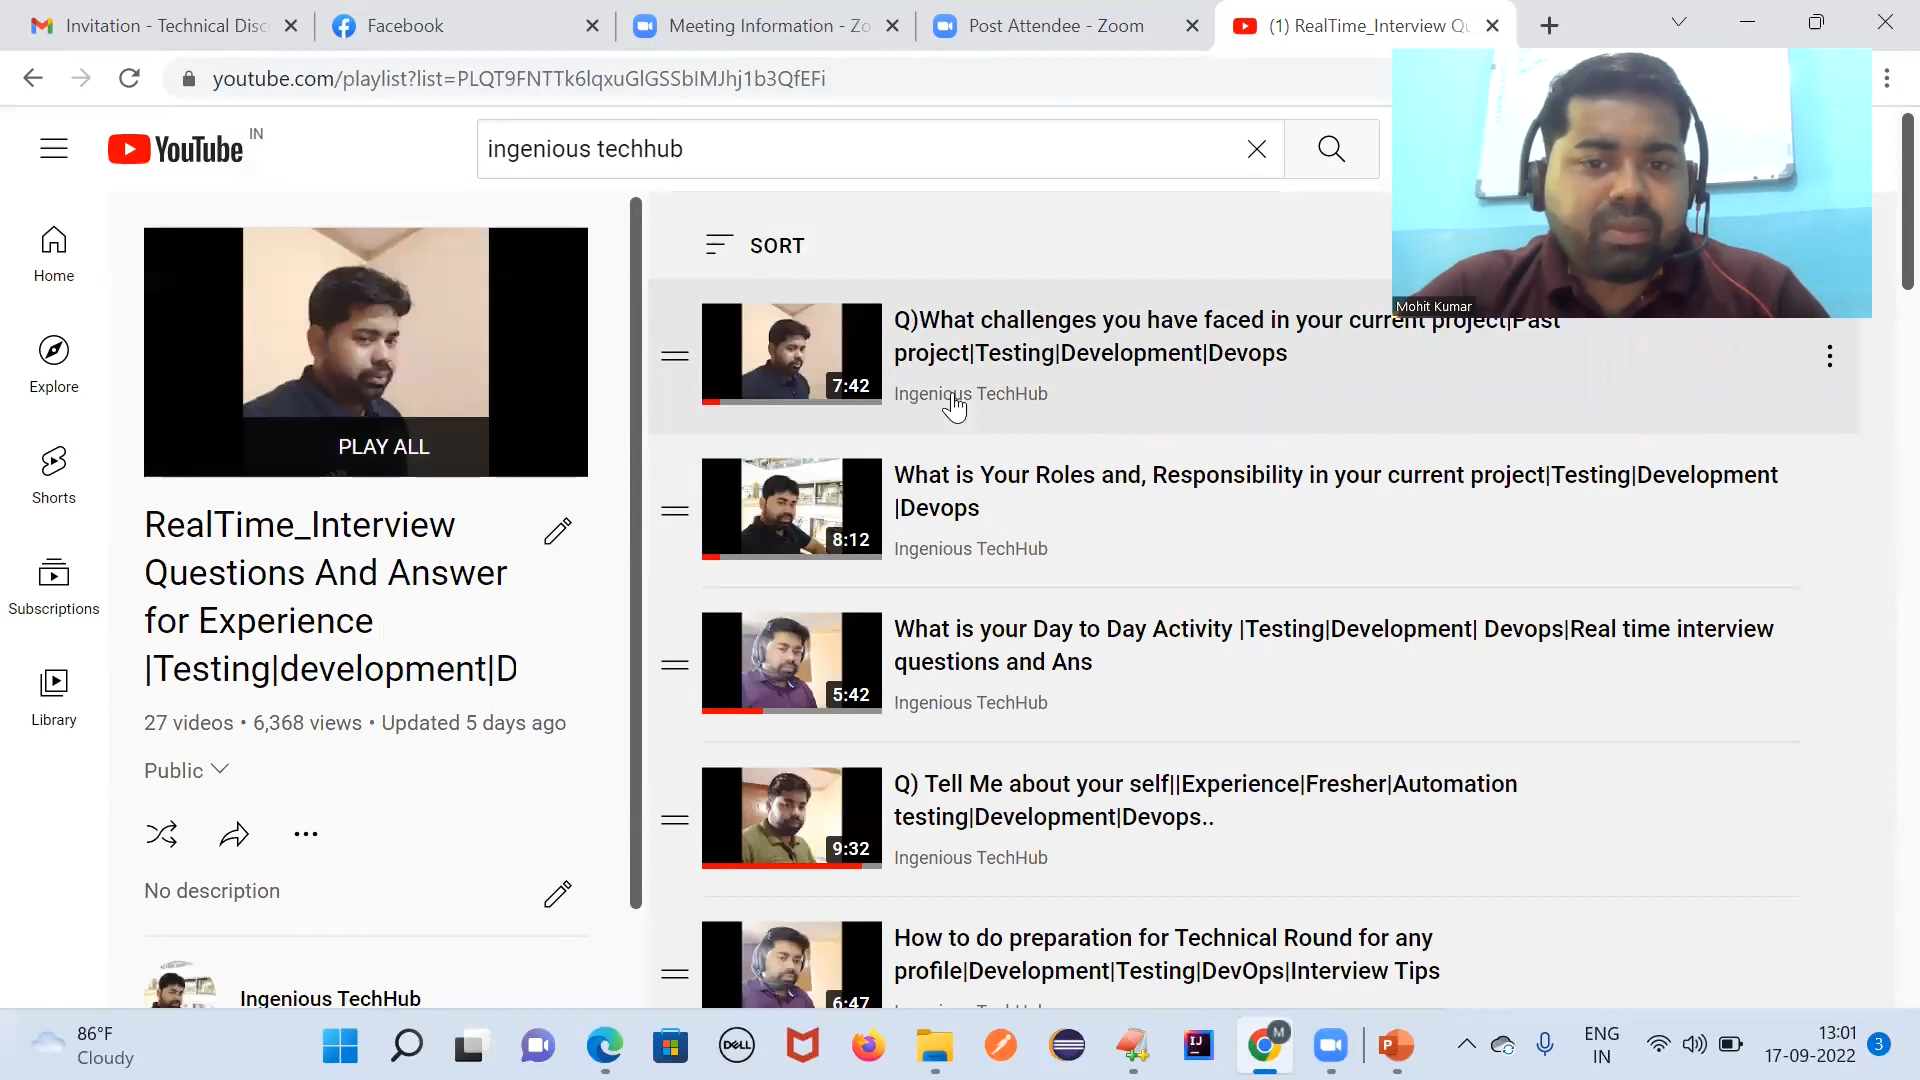 Invitation - Technical Disc
Facebook
Meeting Information - Zo
Post Attendee - Zoom
(1) RealTime_Interview Qu
youtube.com/playlist?list=PLQT9FNTTk6lqxuGlGSSbIMJhj1b3QfEFi
YouTube IN
ingenious techhub
Mohit Kumar
Home
Explore
Shorts
Subscriptions
Library
PLAY ALL
RealTime_Interview
Questions And Answer
for Experience
|Testing|development|D
27 videos • 6,368 views • Updated 5 days ago
Public
No description
Ingenious TechHub
SORT
Q)What challenges you have faced in your current project|Past
project|Testing|Development|Devops
Ingenious TechHub
7:42
What is Your Roles and, Responsibility in your current project|Testing|Development
|Devops
Ingenious TechHub
8:12
What is your Day to Day Activity |Testing|Development| Devops|Real time interview
questions and Ans
Ingenious TechHub
5:42
Q) Tell Me about your self||Experience|Fresher|Automation
testing|Development|Devops..
Ingenious TechHub
9:32
How to do preparation for Technical Round for any
profile|Development|Testing|DevOps|Interview Tips
6:47
86°F
Cloudy
DELL
IJ
M
P
ENG
IN
13:01
17-09-2022
3